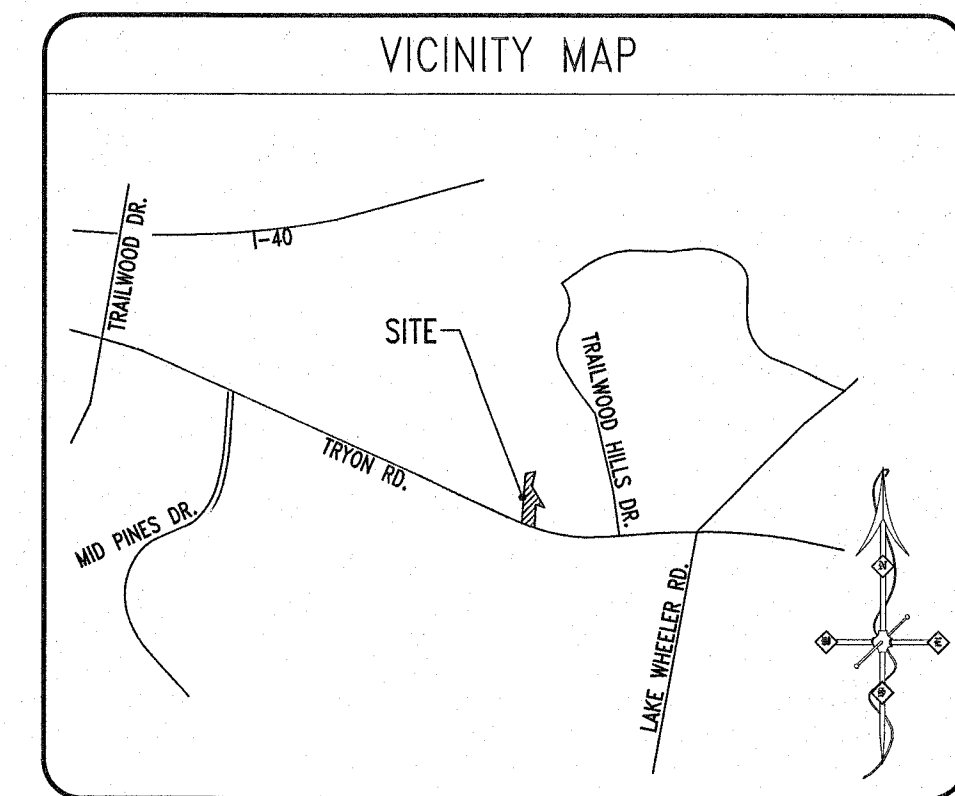 VICINITY MAP
TRAILWOOD DR.
I-40
SITE
TRAILWOOD HILLS DR.
TRYON RD.
MID PINES DR.
LAKE WHEELER RD.
N
S